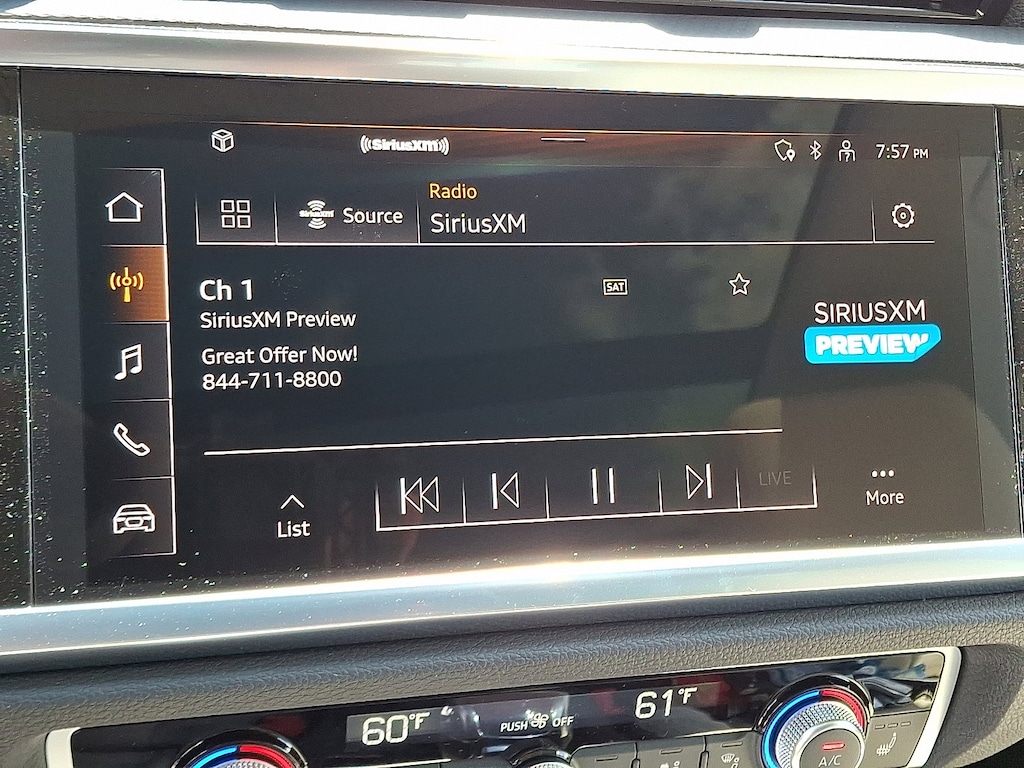 SiriusXM
7:57 PM
SiriusXM
Source
Radio
SiriusXM
Ch 1
SAT
SiriusXM Preview
Great Offer Now!
844-711-8800
SIRIUSXM
PREVIEW
List
LIVE
More
60°F
PUSH OFF
61°F
A/C